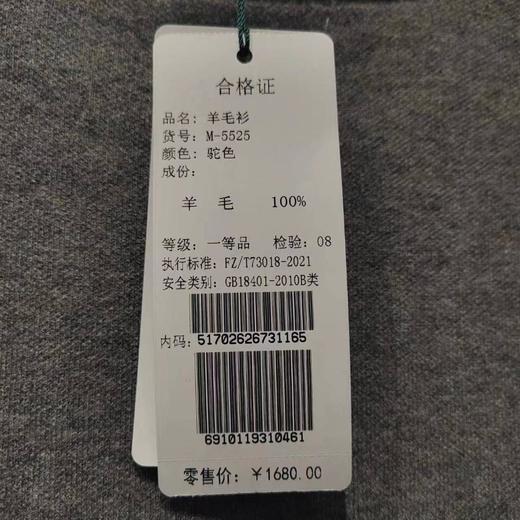 合格证
品名: 羊毛衫
货号: M-5525
颜色: 驼色
成份:
羊 毛 100%
等级: 一等品 检验: 08
执行标准: FZ/T73018-2021
安全类别: GB18401-2010B类
内码: 51702626731165
6910119310461
零售价: ¥1680.00